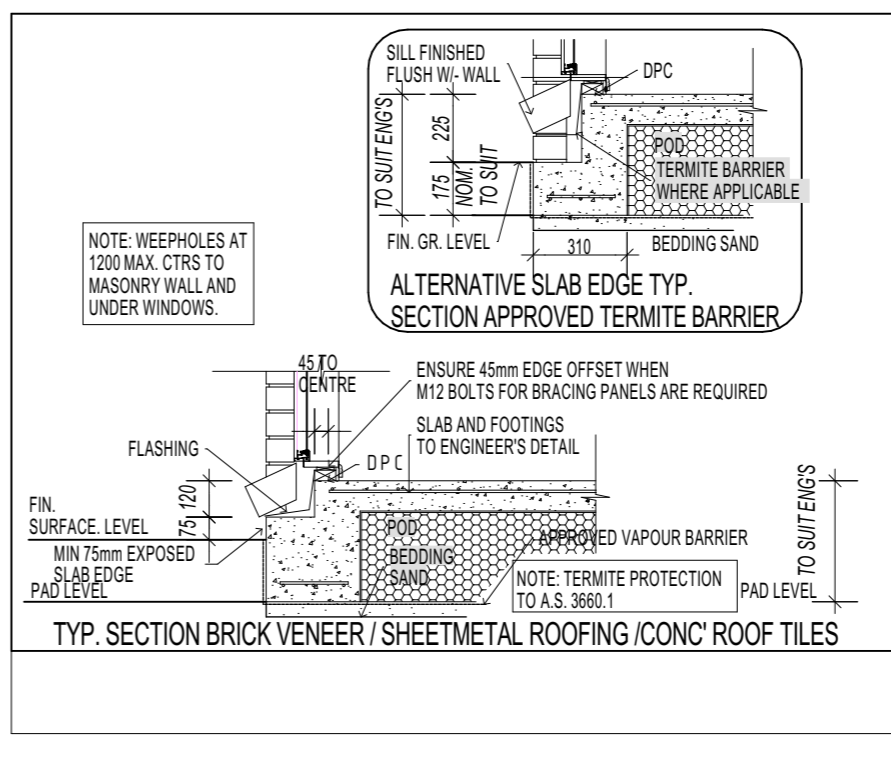 SILL FINISHED
FLUSH W/- WALL
DPC
TO SUIT ENG'S
225
175
NOM.
TO SUIT
POD
TERMITE BARRIER
WHERE APPLICABLE
FIN. GR. LEVEL
310
BEDDING SAND
ALTERNATIVE SLAB EDGE TYP.
SECTION APPROVED TERMITE BARRIER
NOTE: WEEPHOLES AT
1200 MAX. CTRS TO
MASONRY WALL AND
UNDER WINDOWS.
45 TO
CENTRE
ENSURE 45mm EDGE OFFSET WHEN
M12 BOLTS FOR BRACING PANELS ARE REQUIRED
SLAB AND FOOTINGS
TO ENGINEER'S DETAIL
FLASHING
D P C
120
75
FIN.
SURFACE. LEVEL
MIN 75mm EXPOSED
SLAB EDGE
PAD LEVEL
POD
BEDDING
SAND
APPROVED VAPOUR BARRIER
NOTE: TERMITE PROTECTION
TO A.S. 3660.1
PAD LEVEL
TO SUIT ENG'S
TYP. SECTION BRICK VENEER / SHEETMETAL ROOFING /CONC' ROOF TILES